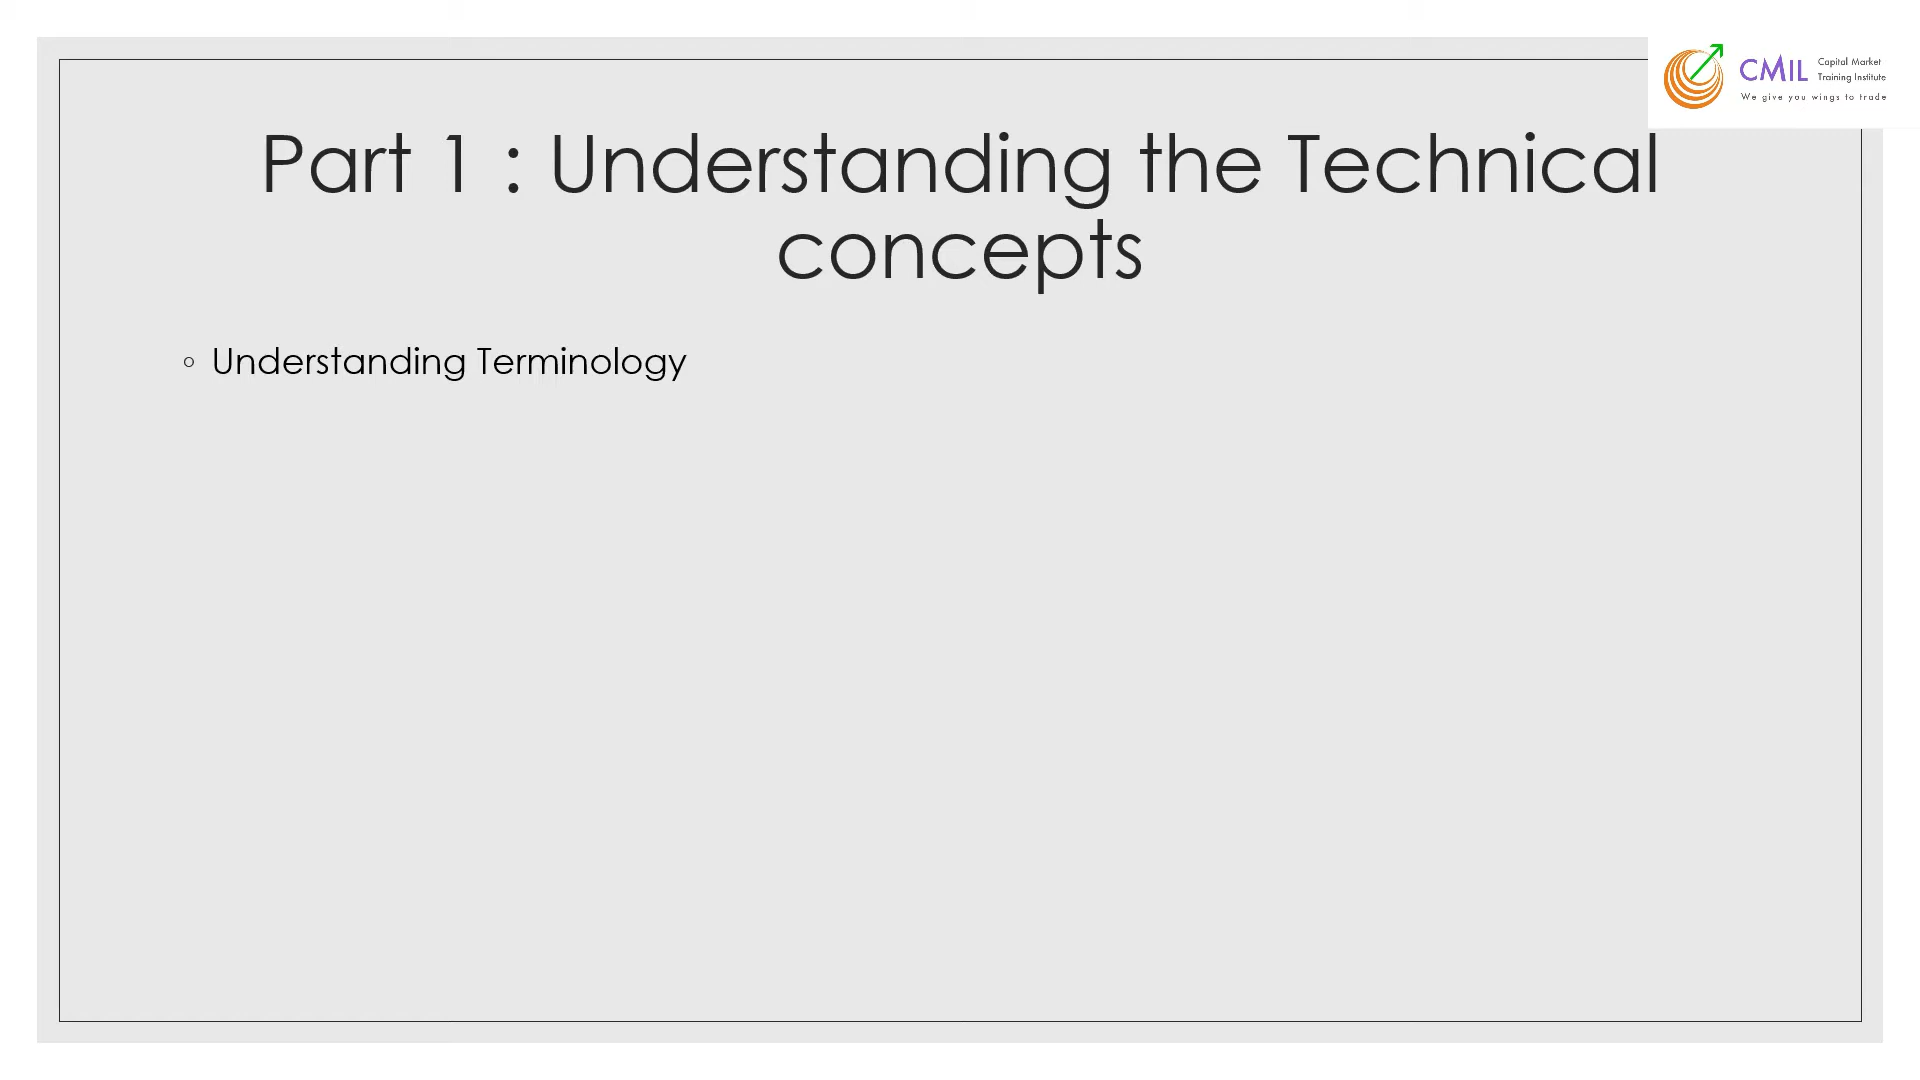 CMIL
Capital Market
Training Institute
We give you wings to trade
Part 1 : Understanding the Technical
concepts
◦ Understanding Terminology